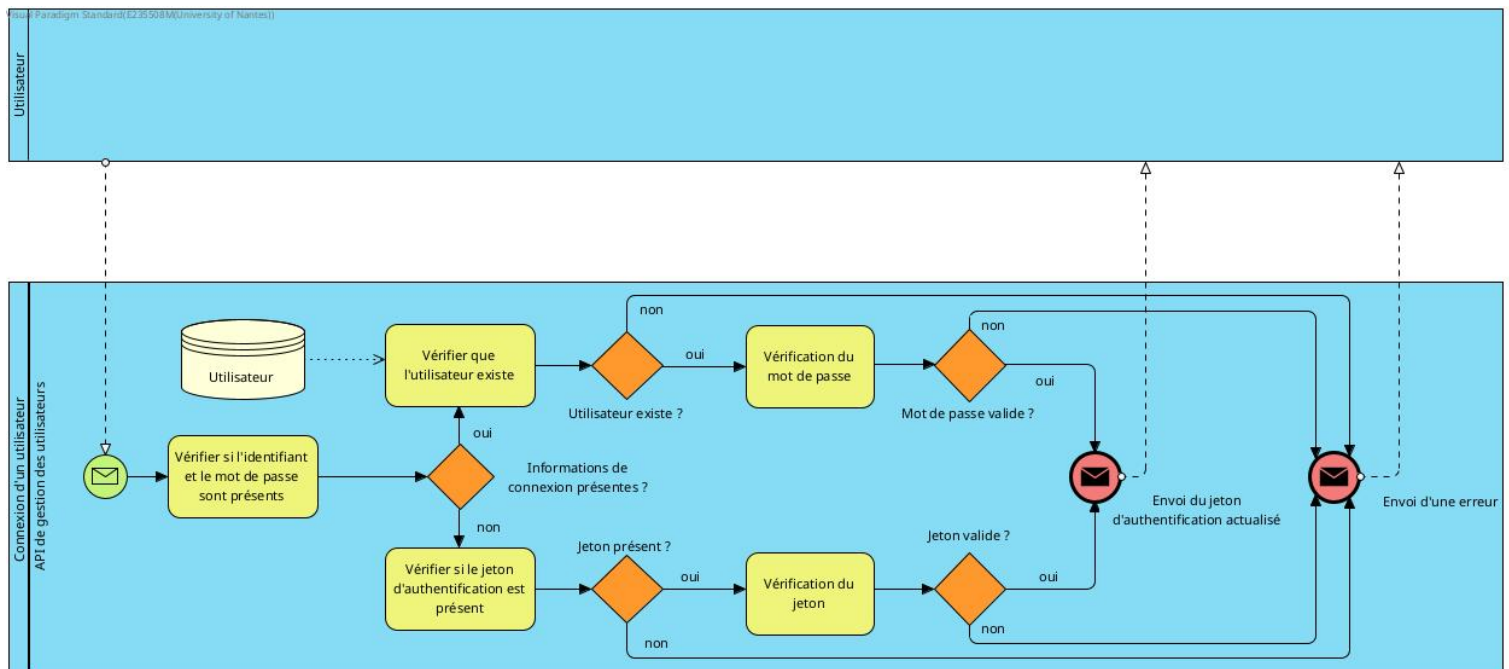 Visual Paradigm Standard(E235508M(University of Nantes))
Utilisateur
Connexion d'un utilisateur
API de gestion des utilisateurs
Utilisateur
Vérifier que
l'utilisateur existe
non
oui
Utilisateur existe ?
Vérification du
mot de passe
non
oui
Mot de passe valide ?
oui
Vérifier si l'identifiant
et le mot de passe
sont présents
Informations de
connexion présentes ?
non
Envoi du jeton
d'authentification actualisé
Envoi d'une erreur
Vérifier si le jeton
d'authentification est
présent
Jeton présent ?
oui
non
Vérification du
jeton
Jeton valide ?
oui
non